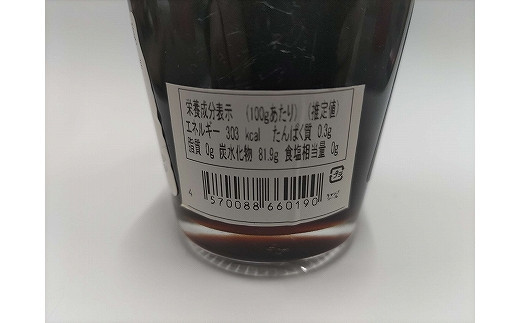 栄養成分表示 (100gあたり) (推定値)
エネルギー 303 kcal たんぱく質 0.3g
脂質 0g 炭水化物 81.9g 食塩相当量 0g
4 570088 660190